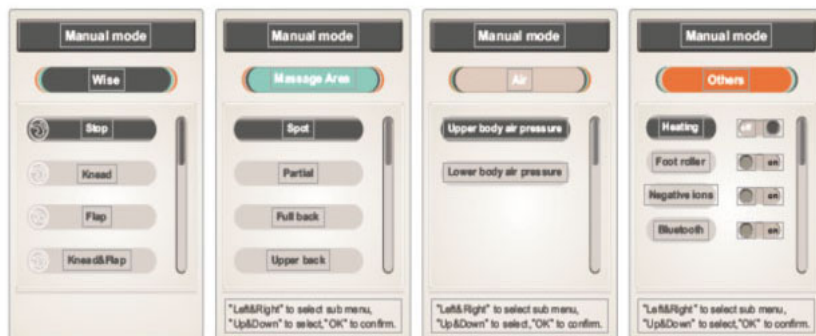 Manual mode
Wise
Stop
Knead
Flap
Knead&Flap
Manual mode
Massage Area
Spot
Partial
Full back
Upper back
"Left&Right" to select sub menu,
"Up&Down" to select,"OK" to confirm.
Manual mode
Air
Upper body air pressure
Lower body air pressure
"Left&Right" to select sub menu,
"Up&Down" to select,"OK" to confirm.
Manual mode
Others
Heating off
Foot roller on
Negative ions on
Bluetooth on
"Left&Right" to select sub menu,
"Up&Down" to select,"OK" to confirm.